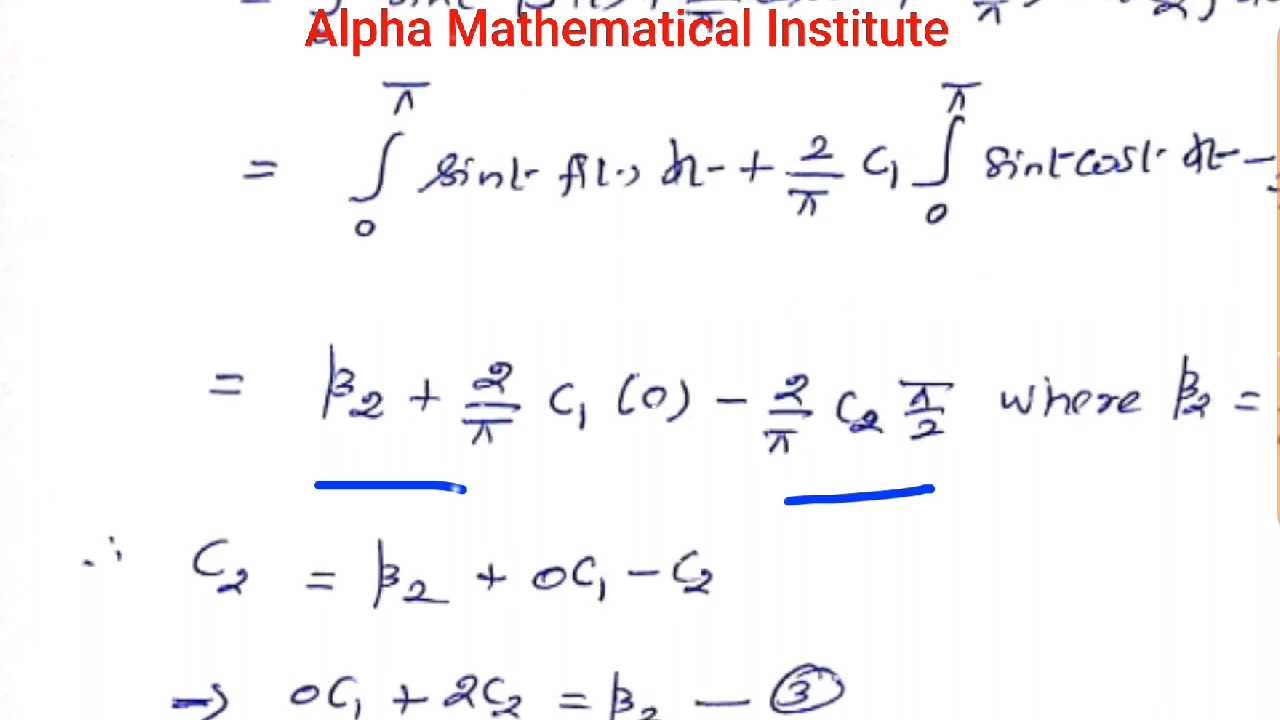 Alpha Mathematical Institute
π π
= ∫ sint f(t) dt + 2/π C₁ ∫ sint cost dt -
0 0
= β₂ + 2/π C₁ (0) - 2/π C₂ π/2 where β₂ =
∴ C₂ = β₂ + 0C₁ - C₂
⇒ 0C₁ + 2C₂ = β₂ — ③